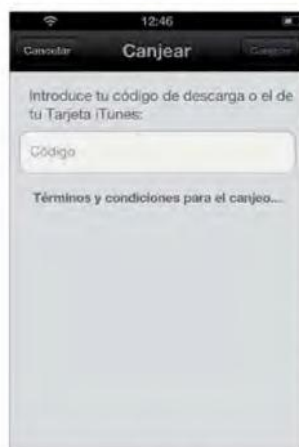 12:46
Cancelar Canjear Canjear
Introduce tu código de descarga o el de
tu Tarjeta iTunes:
Código
Términos y condiciones para el canjeo...